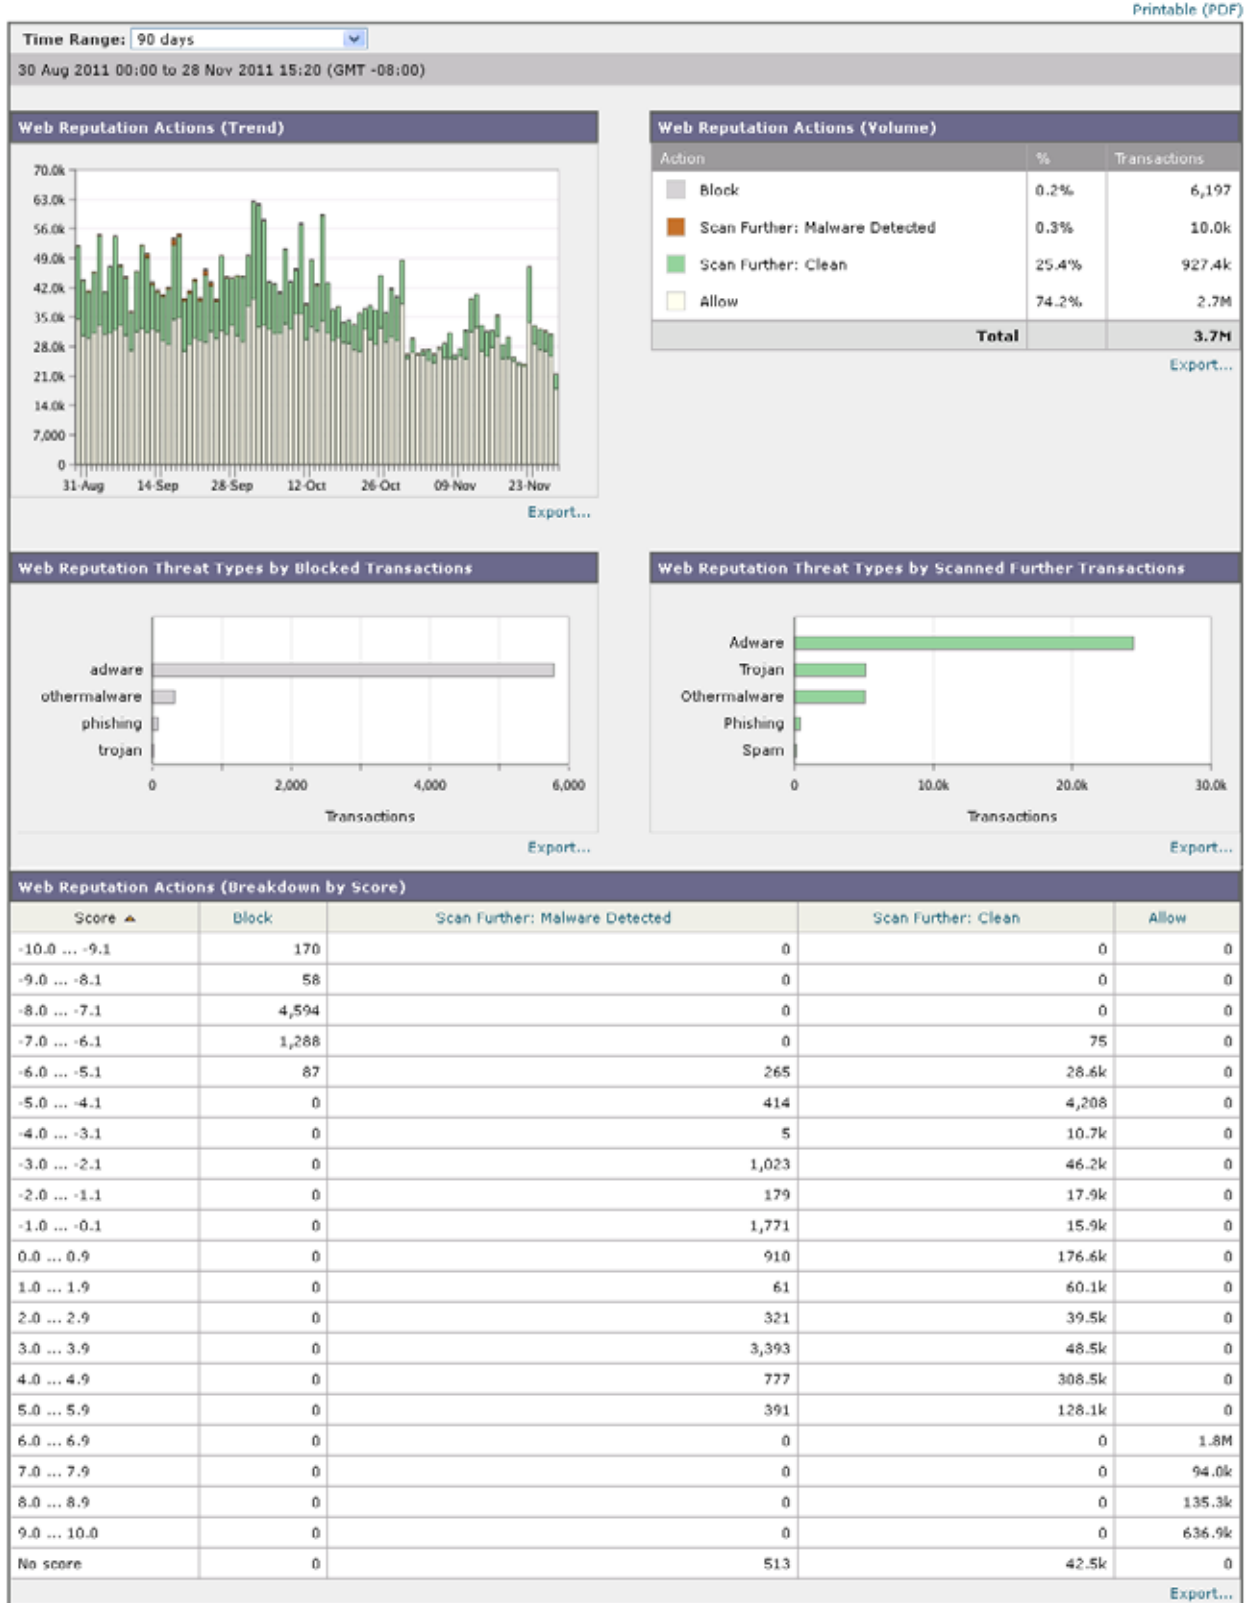 Printable (PDF)
Time Range: 90 days
30 Aug 2011 00:00 to 28 Nov 2011 15:20 (GMT -08:00)
Web Reputation Actions (Trend)
70.0k
63.0k
56.0k
49.0k
42.0k
35.0k
28.0k
21.0k
14.0k
7,000
0
31-Aug 14-Sep 28-Sep 12-Oct 26-Oct 09-Nov 23-Nov
Export...
Web Reputation Actions (Volume)
Action % Transactions
Block 0.2% 6,197
Scan Further: Malware Detected 0.3% 10.0k
Scan Further: Clean 25.4% 927.4k
Allow 74.2% 2.7M
Total 3.7M
Export...
Web Reputation Threat Types by Blocked Transactions
adware
othermalware
phishing
trojan
0 2,000 4,000 6,000
Transactions
Export...
Web Reputation Threat Types by Scanned Further Transactions
Adware
Trojan
Othermalware
Phishing
Spam
0 10.0k 20.0k 30.0k
Transactions
Export...
Web Reputation Actions (Breakdown by Score)
Score Block Scan Further: Malware Detected Scan Further: Clean Allow
-10.0 ... -9.1 170 0 0 0
-9.0 ... -8.1 58 0 0 0
-8.0 ... -7.1 4,594 0 0 0
-7.0 ... -6.1 1,288 0 75 0
-6.0 ... -5.1 87 265 28.6k 0
-5.0 ... -4.1 0 414 4,208 0
-4.0 ... -3.1 0 5 10.7k 0
-3.0 ... -2.1 0 1,023 46.2k 0
-2.0 ... -1.1 0 179 17.9k 0
-1.0 ... -0.1 0 1,771 15.9k 0
0.0 ... 0.9 0 910 176.6k 0
1.0 ... 1.9 0 61 60.1k 0
2.0 ... 2.9 0 321 39.5k 0
3.0 ... 3.9 0 3,393 48.5k 0
4.0 ... 4.9 0 777 308.5k 0
5.0 ... 5.9 0 391 128.1k 0
6.0 ... 6.9 0 0 0 1.8M
7.0 ... 7.9 0 0 0 94.0k
8.0 ... 8.9 0 0 0 135.3k
9.0 ... 10.0 0 0 0 636.9k
No score 0 513 42.5k 0
Export...